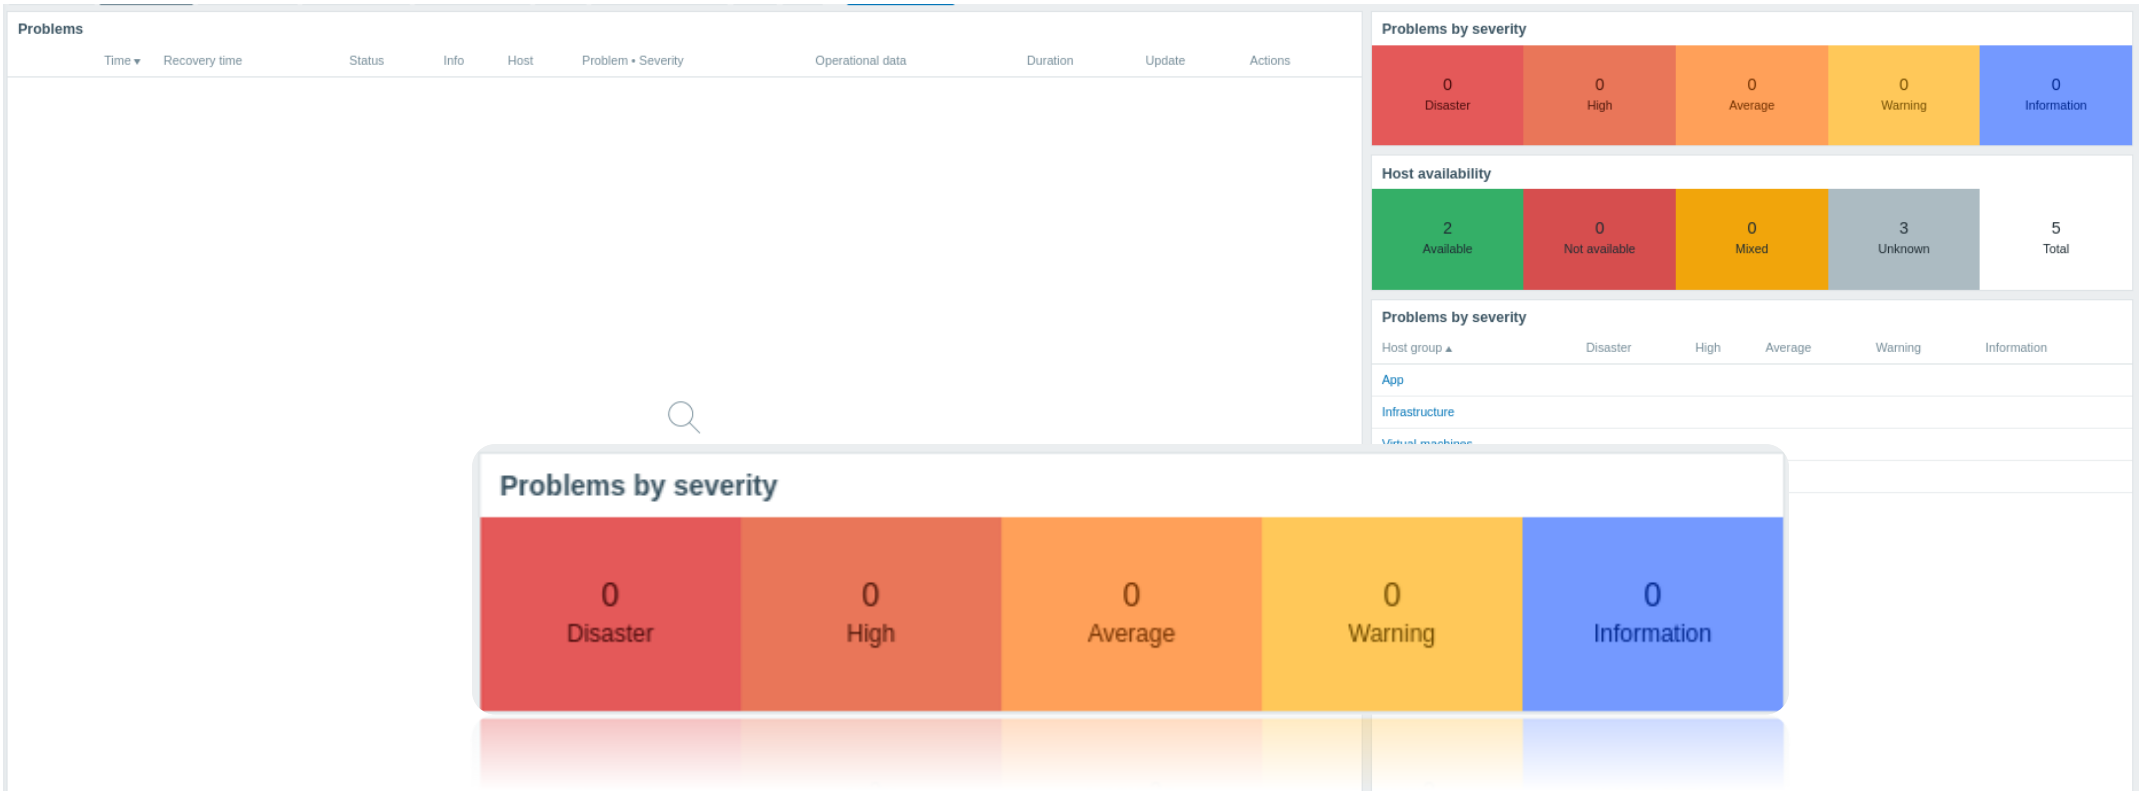 Problems
Time Recovery time Status Info Host Problem • Severity Operational data Duration Update Actions
Problems by severity
0 0 0 0 0
Disaster High Average Warning Information
Host availability
2 0 0 3 5
Available Not available Mixed Unknown Total
Problems by severity
Host group Disaster High Average Warning Information
App
Infrastructure
Virtual machines
Problems by severity
0 0 0 0 0
Disaster High Average Warning Information